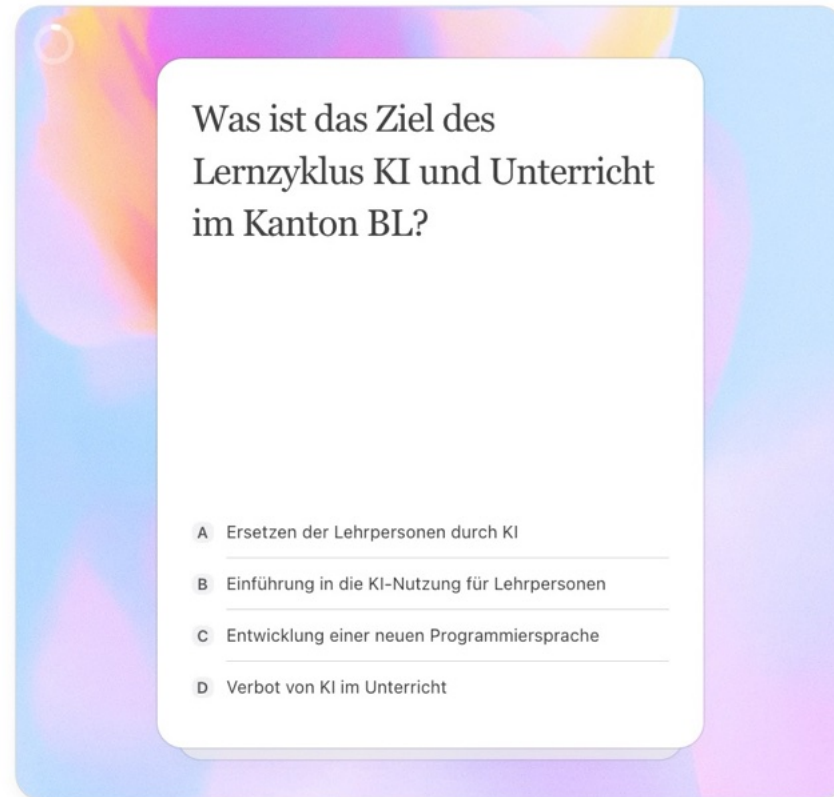 Was ist das Ziel des
Lernzyklus KI und Unterricht
im Kanton BL?
A Ersetzen der Lehrpersonen durch KI
B Einführung in die KI-Nutzung für Lehrpersonen
C Entwicklung einer neuen Programmiersprache
D Verbot von KI im Unterricht